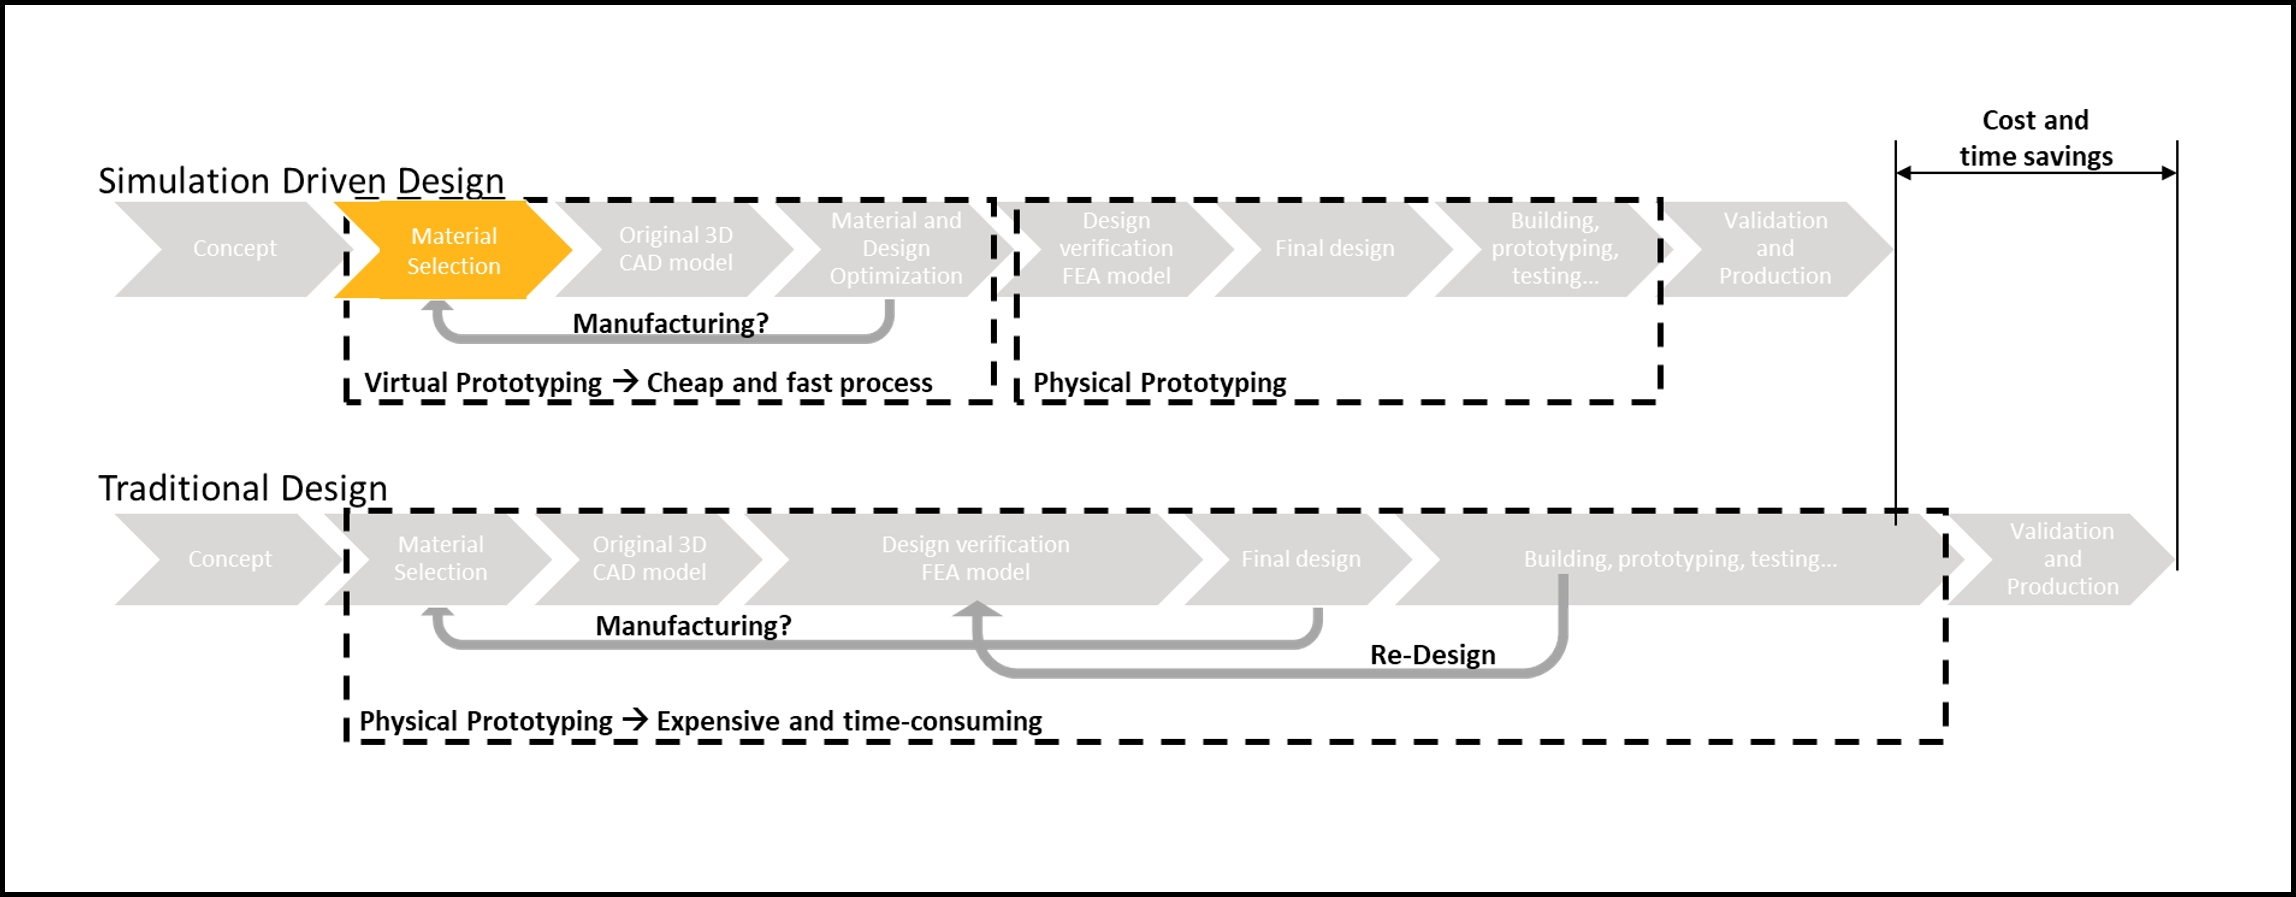 Cost and
time savings
Simulation Driven Design
Concept
Material
Selection
Original 3D
CAD model
Material and
Design
Optimization
Design
verification
FEA model
Final design
Building,
prototyping,
testing...
Validation
and
Production
Manufacturing?
Virtual Prototyping → Cheap and fast process
Physical Prototyping
Traditional Design
Concept
Material
Selection
Original 3D
CAD model
Design verification
FEA model
Final design
Building, prototyping, testing...
Validation
and
Production
Manufacturing?
Re-Design
Physical Prototyping → Expensive and time-consuming